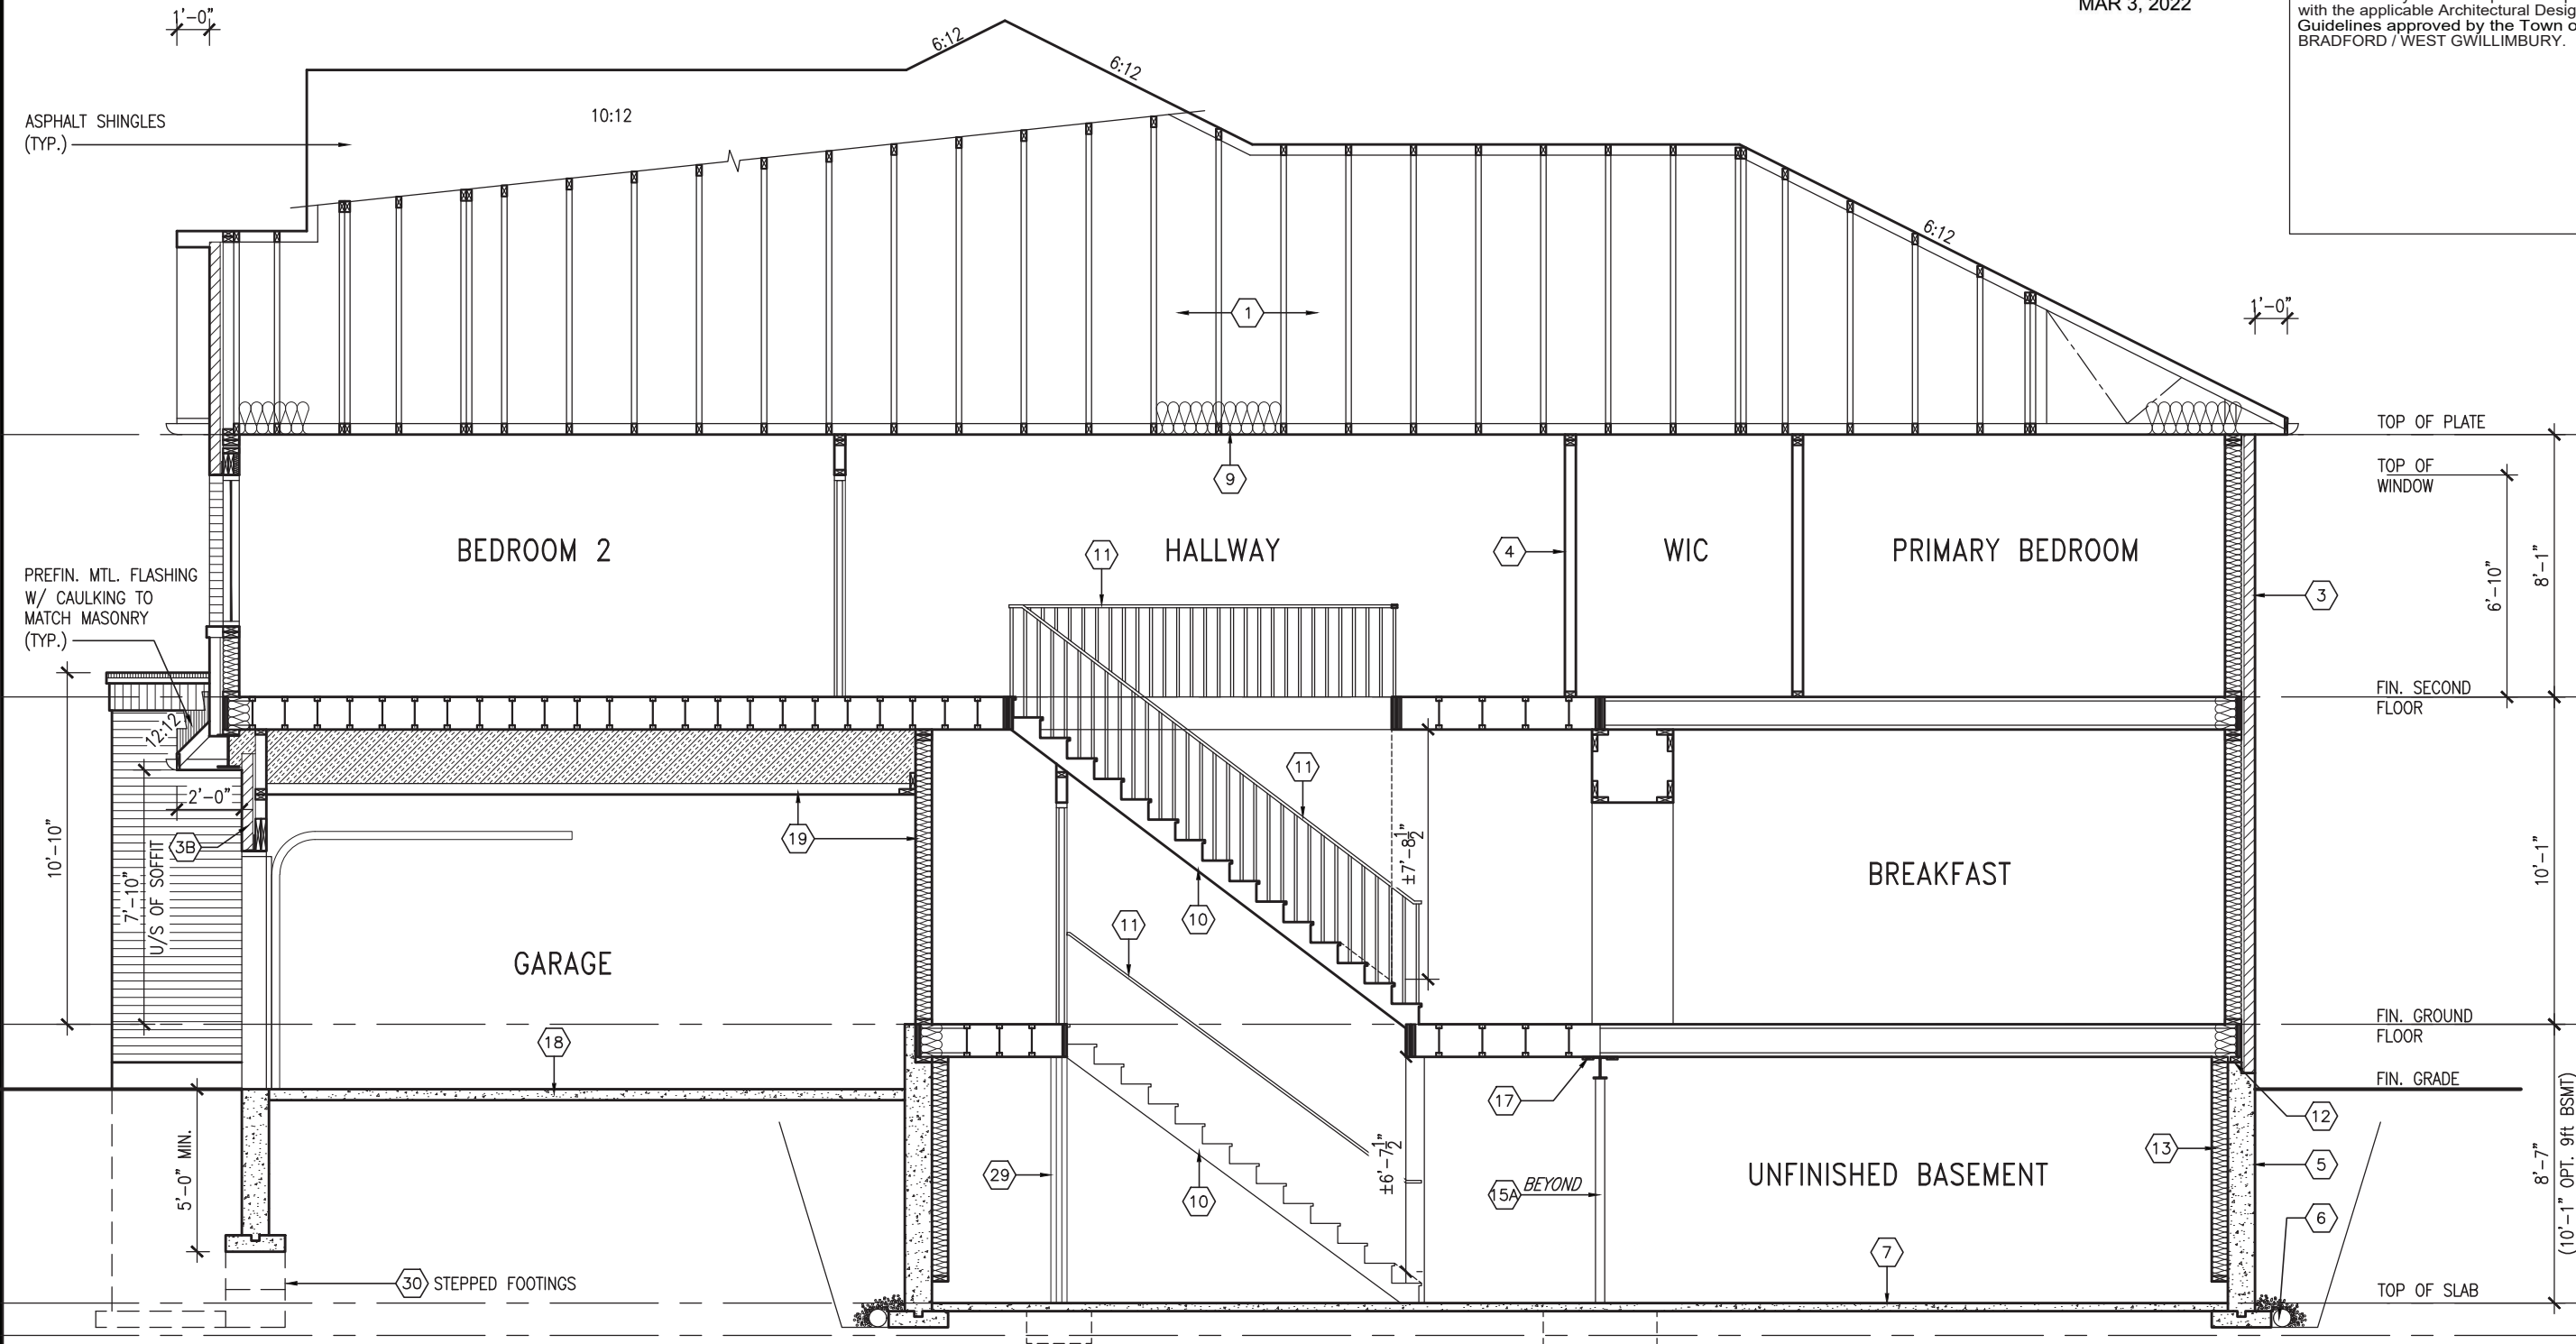 MAR 3, 2022
with the applicable Architectural Desig
Guidelines approved by the Town o
BRADFORD / WEST GWILLIMBURY.
1'-0"
6:12
6:12
10:12
ASPHALT SHINGLES
(TYP.)
6:12
1
1'-0"
TOP OF PLATE
TOP OF
WINDOW
9
BEDROOM 2
HALLWAY
WIC
PRIMARY BEDROOM
11
4
3
6'-10"
8'-1"
PREFIN. MTL. FLASHING
W/ CAULKING TO
MATCH MASONRY
(TYP.)
FIN. SECOND
FLOOR
12:12
2'-0"
3B
19
11
10'-10"
7'-10"
U/S OF SOFFIT
±7'-8 1/2"
BREAKFAST
10'-1"
10
11
GARAGE
FIN. GROUND
FLOOR
18
FIN. GRADE
17
12
5'-0" MIN.
29
10
±6'-7 1/2"
15A
BEYOND
UNFINISHED BASEMENT
13
5
6
8'-7"
(10'-1" OPT. 9ft BSMT)
7
30
STEPPED FOOTINGS
TOP OF SLAB